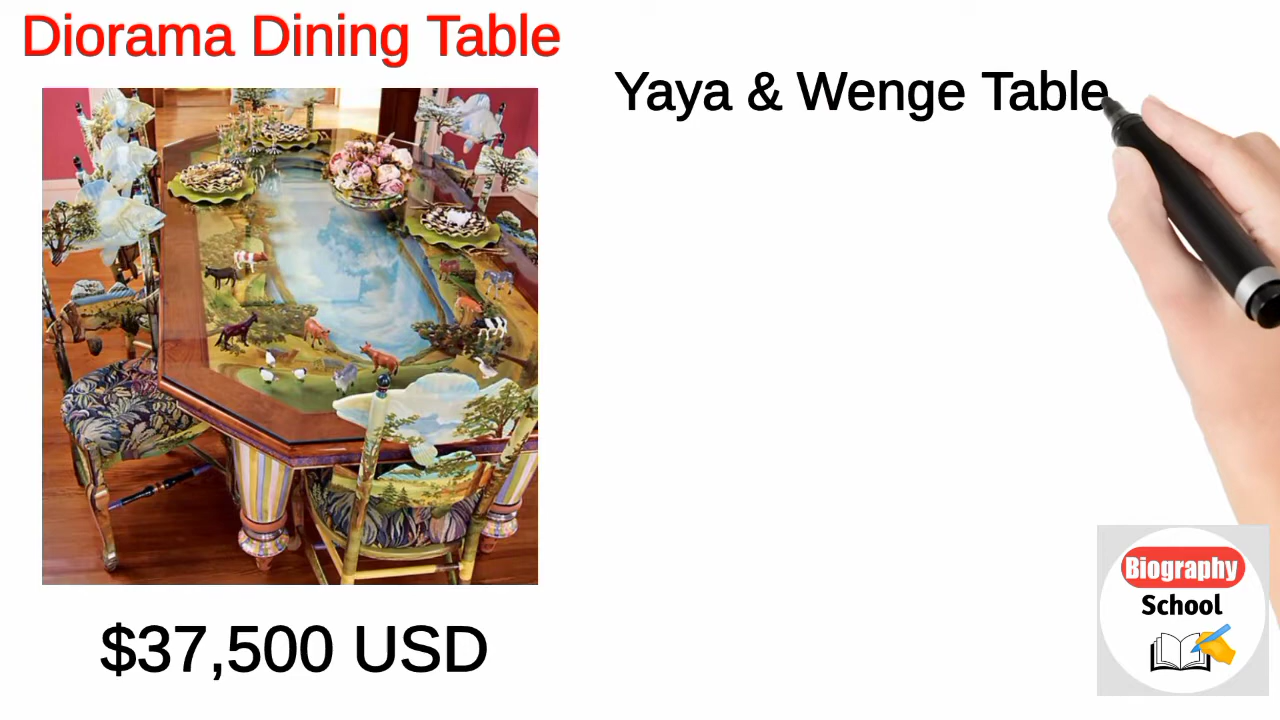 Diorama Dining Table
Yaya & Wenge Table
$37,500 USD
Biography
School